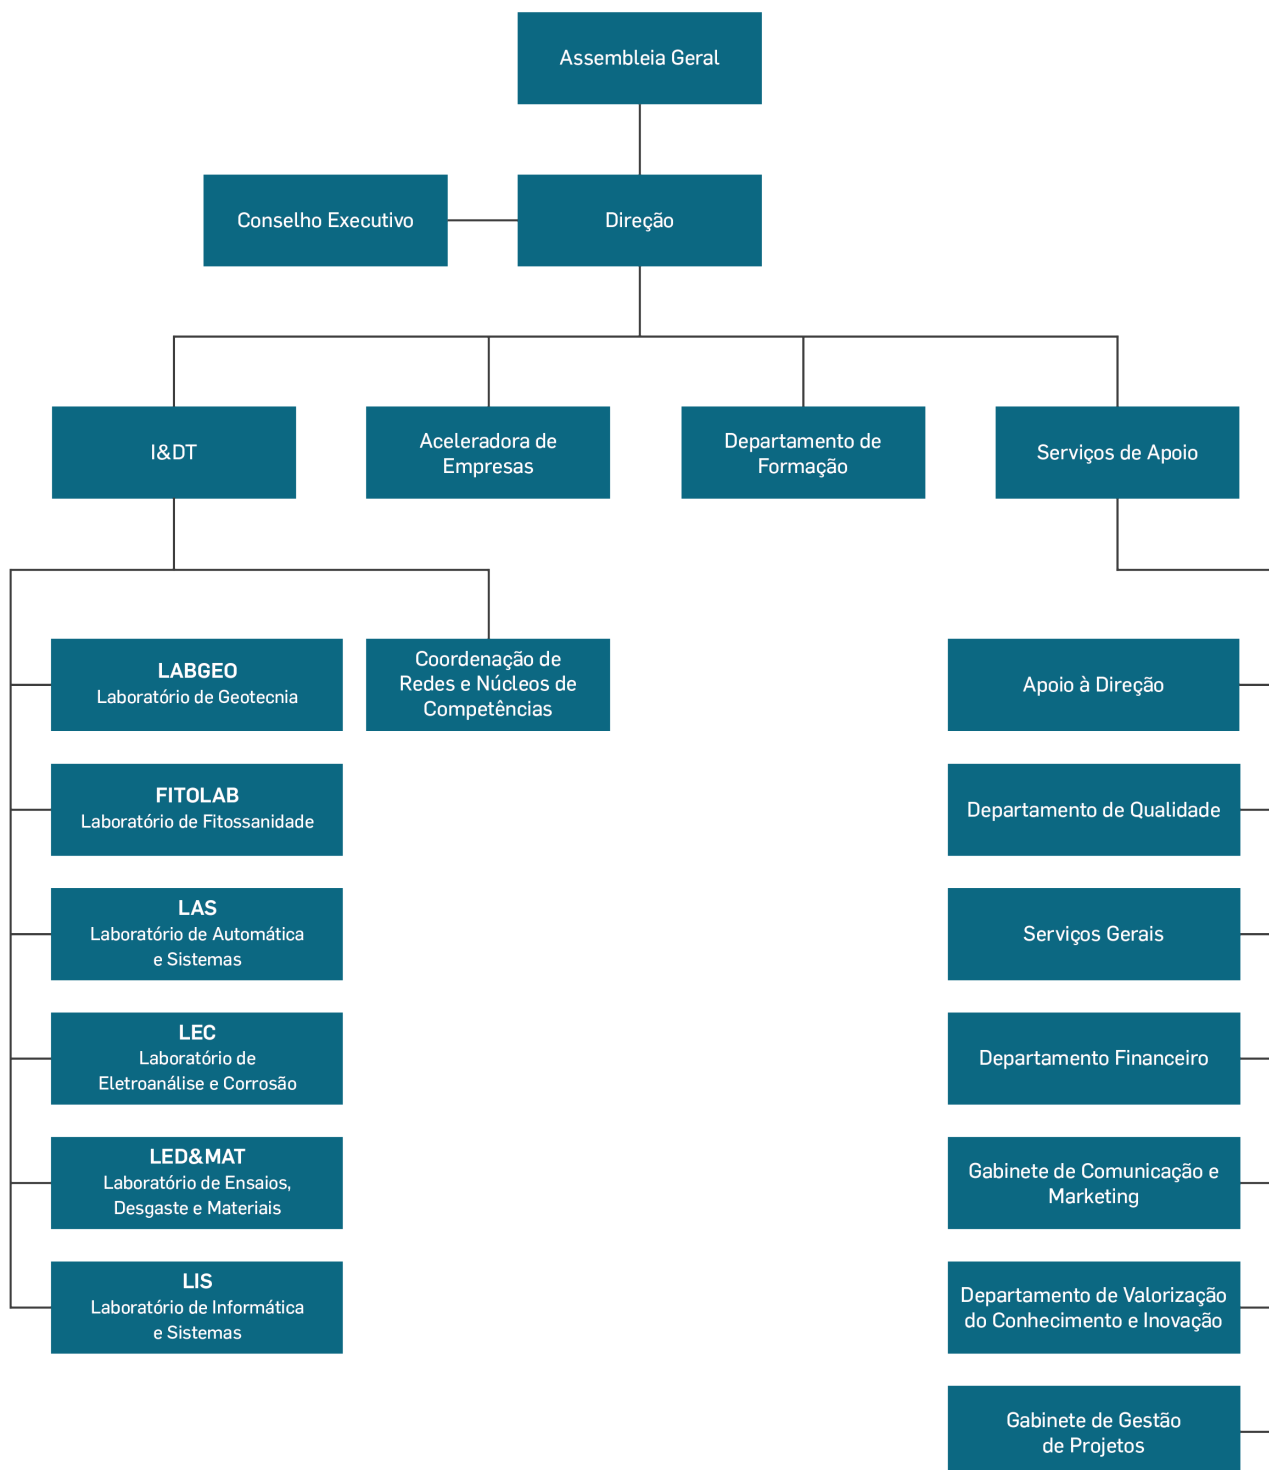 Assembleia Geral
Conselho Executivo
Direção
I&DT
Aceleradora de
Empresas
Departamento de
Formação
Serviços de Apoio
LABGEO
Laboratório de Geotecnia
Coordenação de
Redes e Núcleos de
Competências
Apoio à Direção
FITOLAB
Laboratório de Fitossanidade
Departamento de Qualidade
LAS
Laboratório de Automática
e Sistemas
Serviços Gerais
LEC
Laboratório de
Eletroanálise e Corrosão
Departamento Financeiro
LED&MAT
Laboratório de Ensaios,
Desgaste e Materiais
Gabinete de Comunicação e
Marketing
LIS
Laboratório de Informática
e Sistemas
Departamento de Valorização
do Conhecimento e Inovação
Gabinete de Gestão
de Projetos